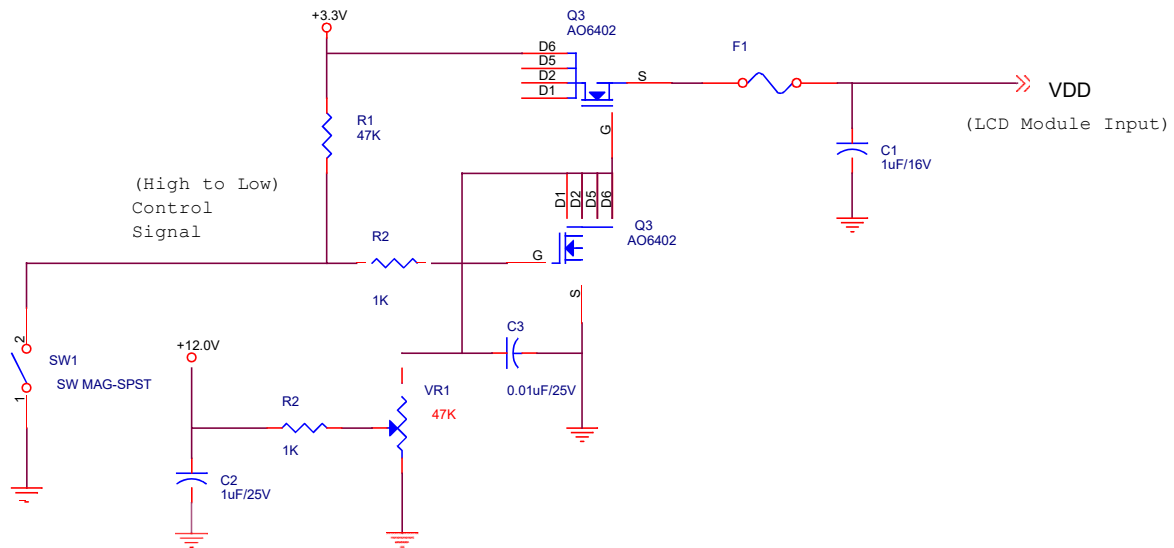 +3.3V
Q3
AO6402
D6
D5
D2
D1
S
G
F1
VDD
(LCD Module Input)
R1
47K
C1
1uF/16V
(High to Low)
Control
Signal
D1
D2
D5
D6
Q3
AO6402
R2
G
1K
S
2
SW1
SW MAG-SPST
1
+12.0V
C3
0.01uF/25V
VR1
47K
R2
1K
C2
1uF/25V